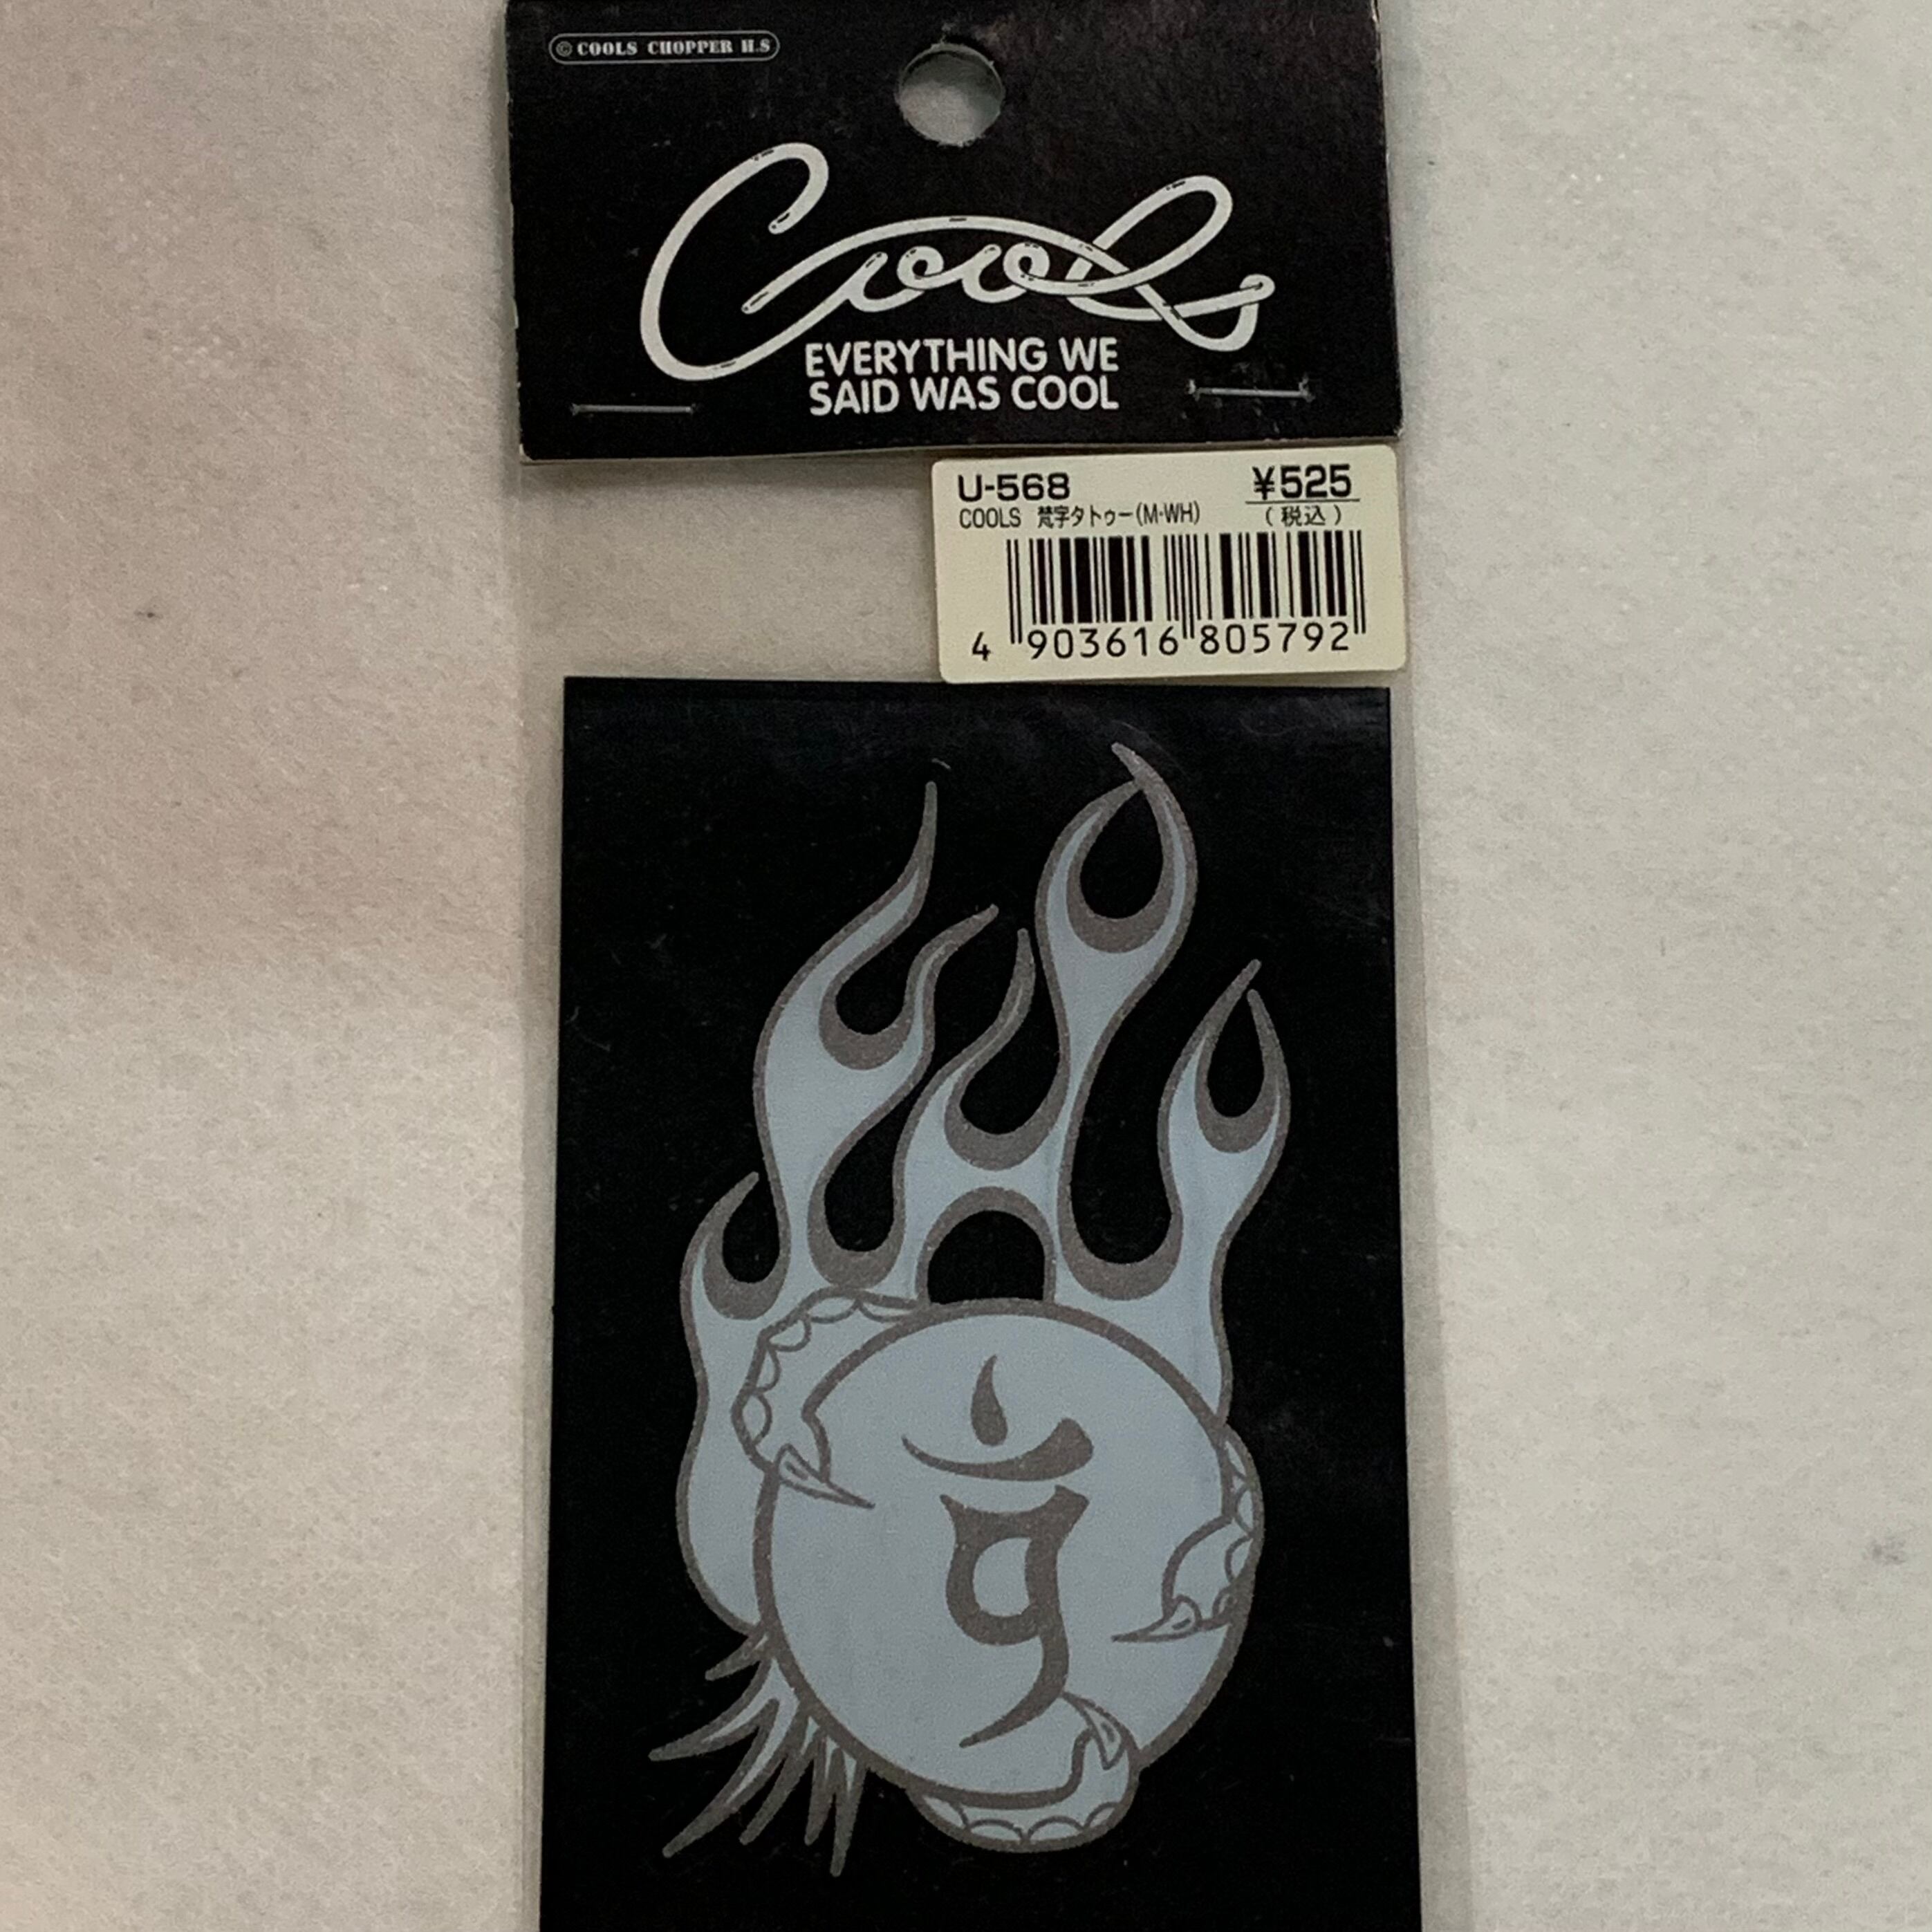 © COOLS CHOPPER H.S
Cools
EVERYTHING WE
SAID WAS COOL
U-568 ¥525
COOLS 梵字タトゥー(M・WH) (税込)
4 903616 805792